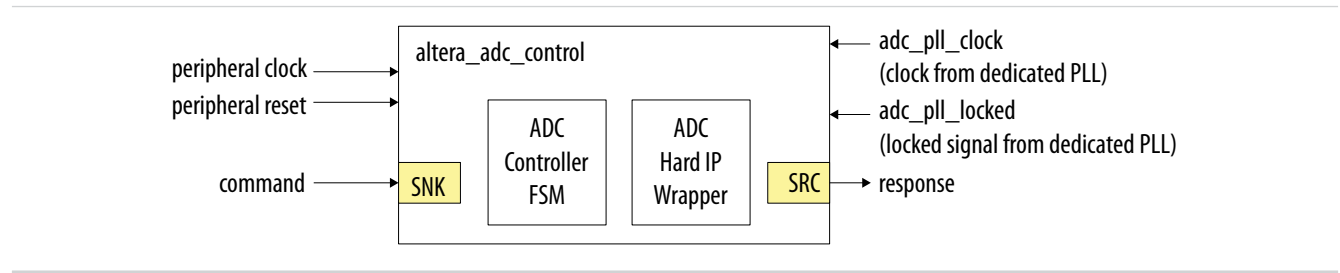 altera_adc_control
peripheral clock
peripheral reset
command
SNK
ADC
Controller
FSM
ADC
Hard IP
Wrapper
SRC
adc_pll_clock
(clock from dedicated PLL)
adc_pll_locked
(locked signal from dedicated PLL)
response